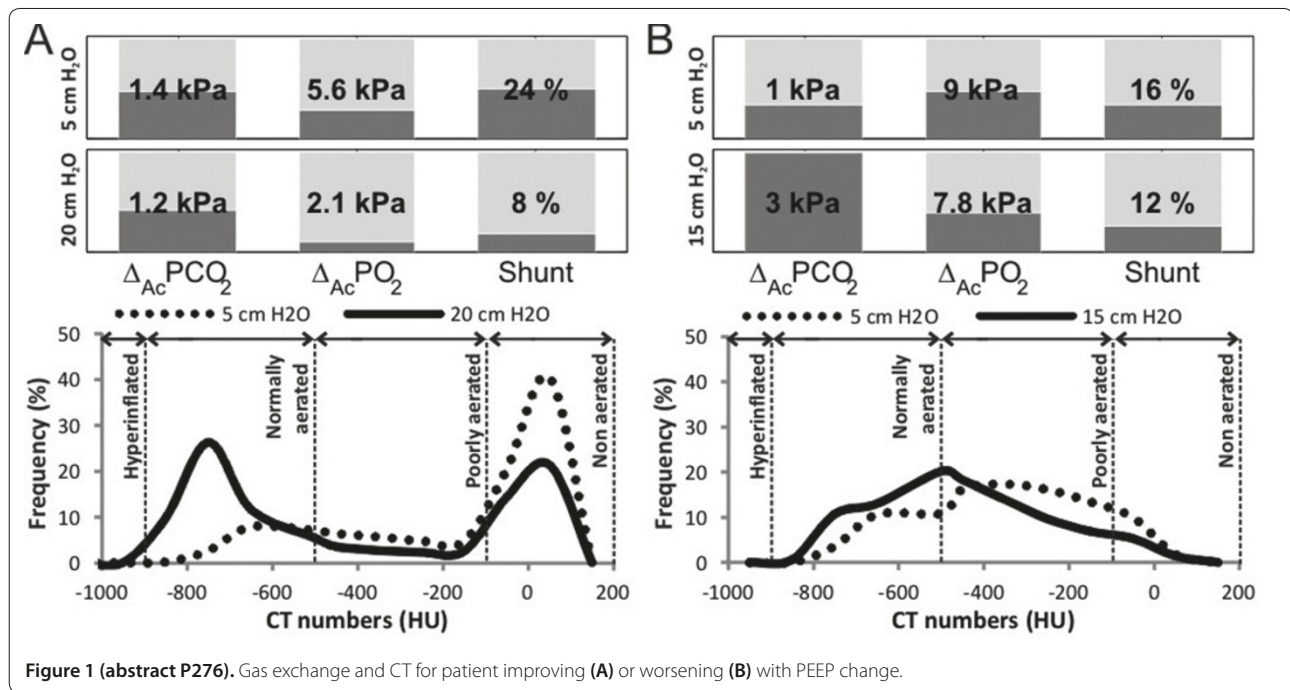 A
5 cm H₂O
1.4 kPa
5.6 kPa
24 %
20 cm H₂O
1.2 kPa
2.1 kPa
8 %
Δ_AcPCO₂
Δ_AcPO₂
Shunt
5 cm H2O
20 cm H2O
Frequency (%)
50
40
30
20
10
0
Hyperinflated
Normally
aerated
Poorly aerated
Non aerated
-1000
-800
-600
-400
-200
0
200
CT numbers (HU)
B
5 cm H₂O
1 kPa
9 kPa
16 %
15 cm H₂O
3 kPa
7.8 kPa
12 %
Δ_AcPCO₂
Δ_AcPO₂
Shunt
5 cm H2O
15 cm H2O
Frequency (%)
50
40
30
20
10
0
Hyperinflated
Normally
aerated
Poorly aerated
Non aerated
-1000
-800
-600
-400
-200
0
200
CT numbers (HU)
Figure 1 (abstract P276). Gas exchange and CT for patient improving (A) or worsening (B) with PEEP change.